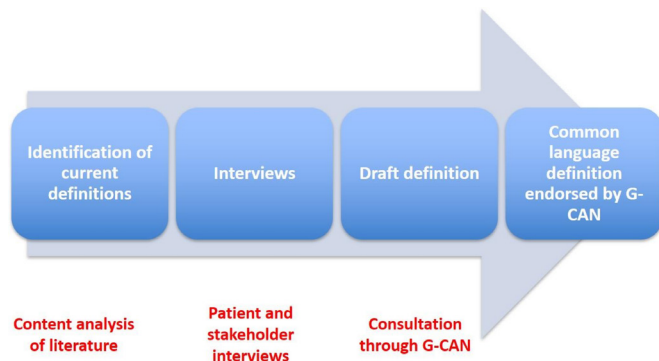 Identification of
current
definitions
Interviews
Draft definition
Common
language
definition
endorsed by G-
CAN
Content analysis
of literature
Patient and
stakeholder
interviews
Consultation
through G-CAN